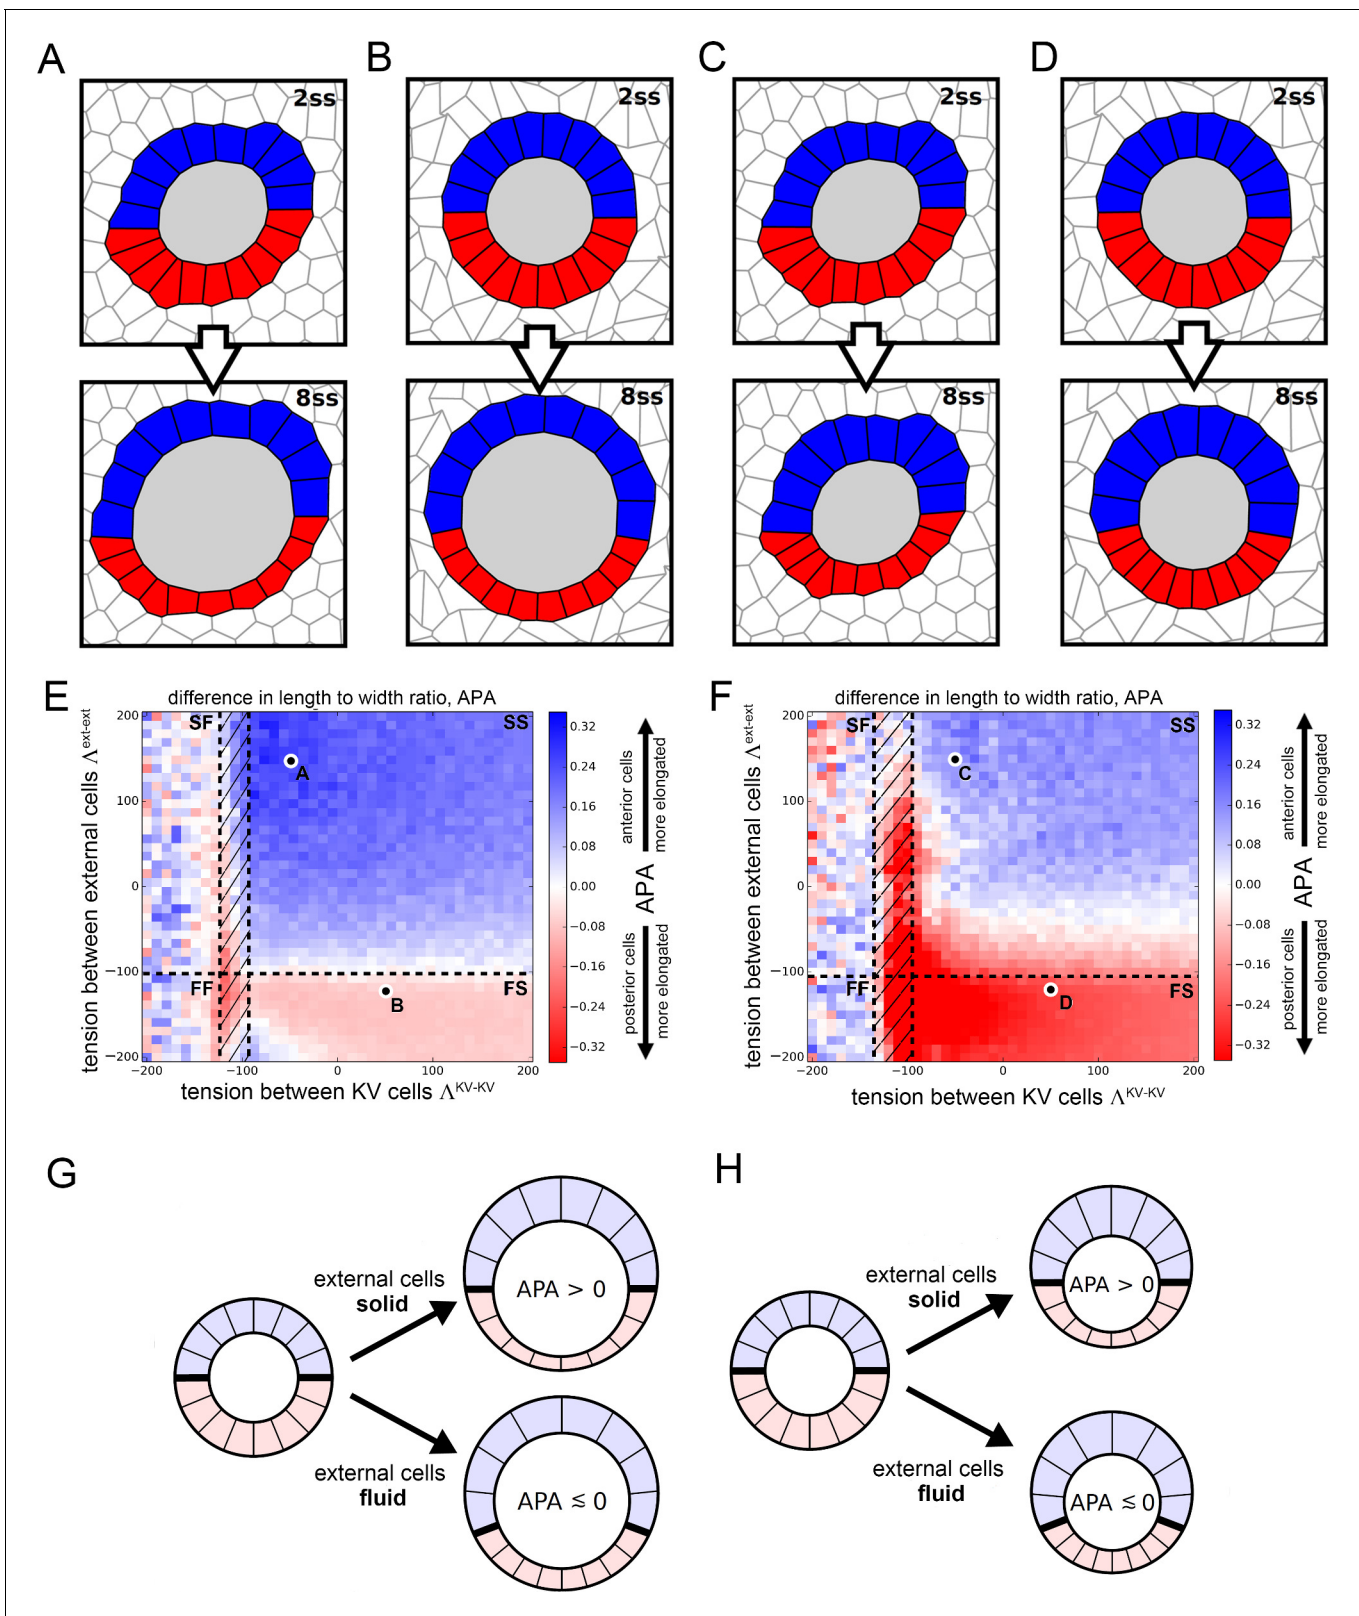 A
B
C
D
2ss
2ss
2ss
2ss
8ss
8ss
8ss
8ss
E
difference in length to width ratio, APA
tension between external cells Λext-ext
200
100
0
−100
−200
SF
SS
FF
FS
A
B
−200
−100
0
100
200
tension between KV cells ΛKV-KV
0.32
0.24
0.16
0.08
0.00
−0.08
−0.16
−0.24
−0.32
anterior cells
more elongated
APA
posterior cells
more elongated
F
difference in length to width ratio, APA
tension between external cells Λext-ext
200
100
0
−100
−200
SF
SS
FF
FS
C
D
−200
−100
0
100
200
tension between KV cells ΛKV-KV
0.32
0.24
0.16
0.08
0.00
−0.08
−0.16
−0.24
−0.32
anterior cells
more elongated
APA
posterior cells
more elongated
G
external cells
solid
APA > 0
external cells
fluid
APA ≲ 0
H
external cells
solid
APA > 0
external cells
fluid
APA ≲ 0